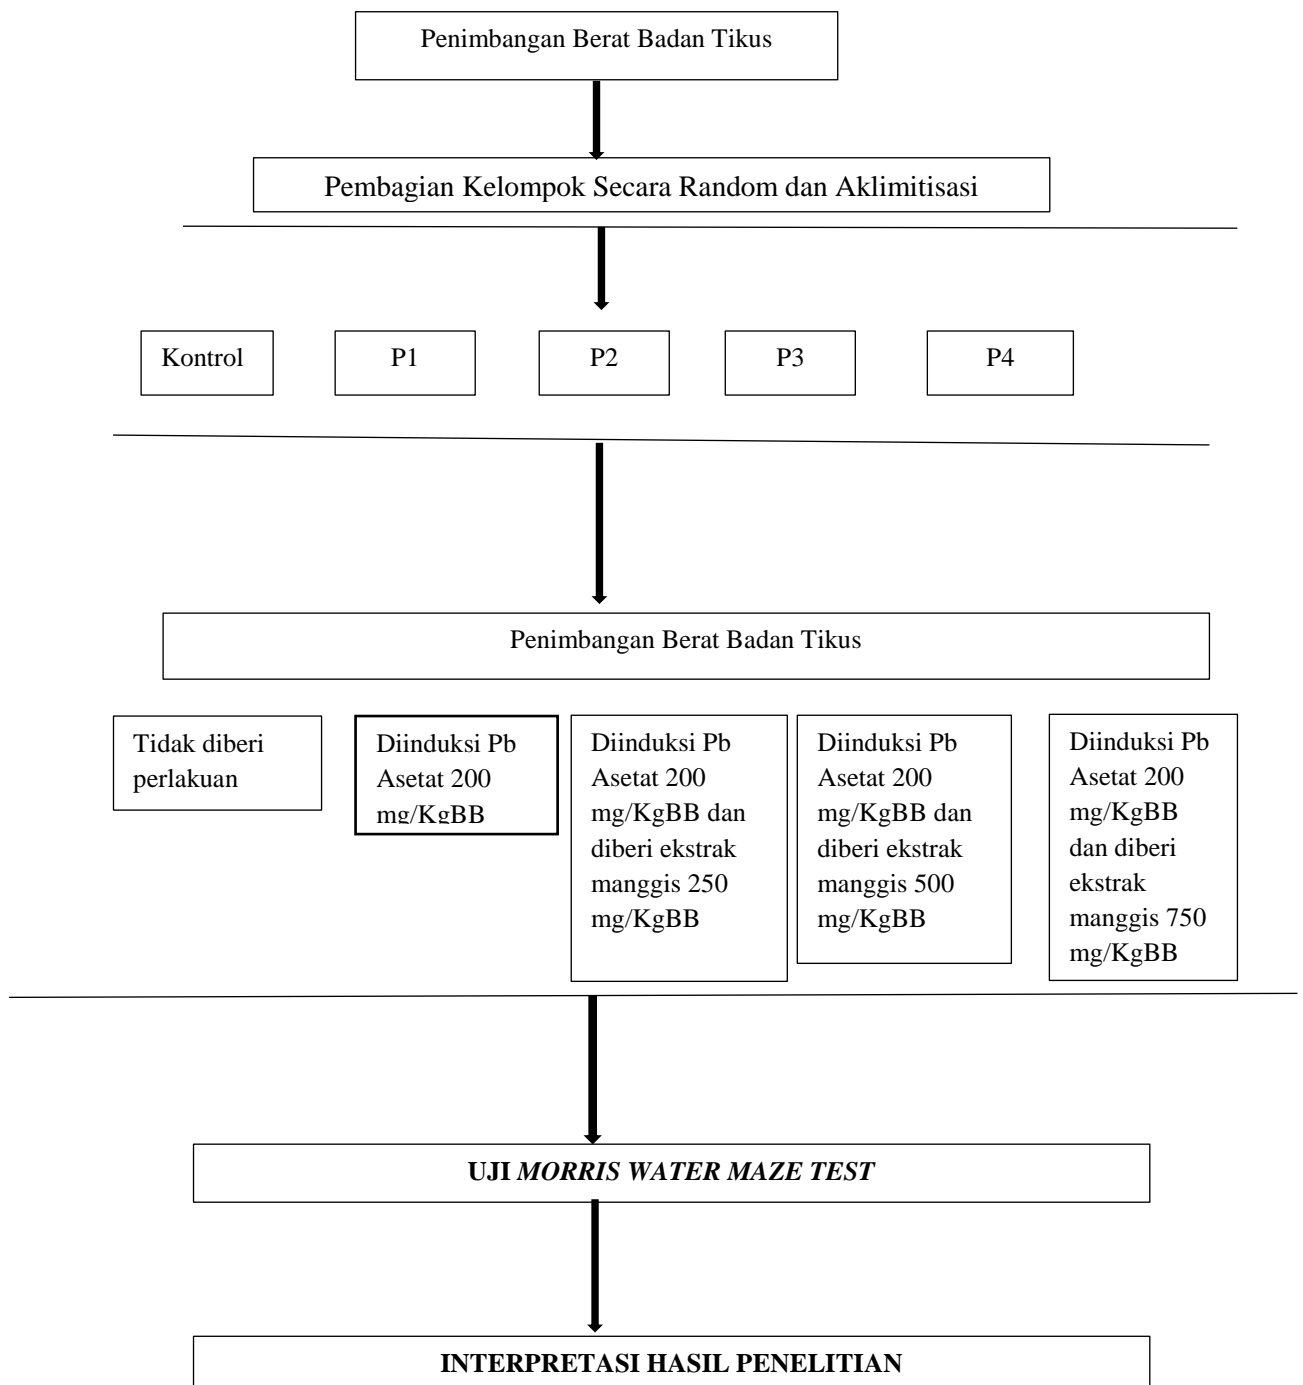 Penimbangan Berat Badan Tikus
Pembagian Kelompok Secara Random dan Aklimitisasi
Kontrol
P1
P2
P3
P4
Penimbangan Berat Badan Tikus
Tidak diberi
perlakuan
Diinduksi Pb
Asetat 200
mg/KgBB
Diinduksi Pb
Asetat 200
mg/KgBB dan
diberi ekstrak
manggis 250
mg/KgBB
Diinduksi Pb
Asetat 200
mg/KgBB dan
diberi ekstrak
manggis 500
mg/KgBB
Diinduksi Pb
Asetat 200
mg/KgBB
dan diberi
ekstrak
manggis 750
mg/KgBB
UJI MORRIS WATER MAZE TEST
INTERPRETASI HASIL PENELITIAN